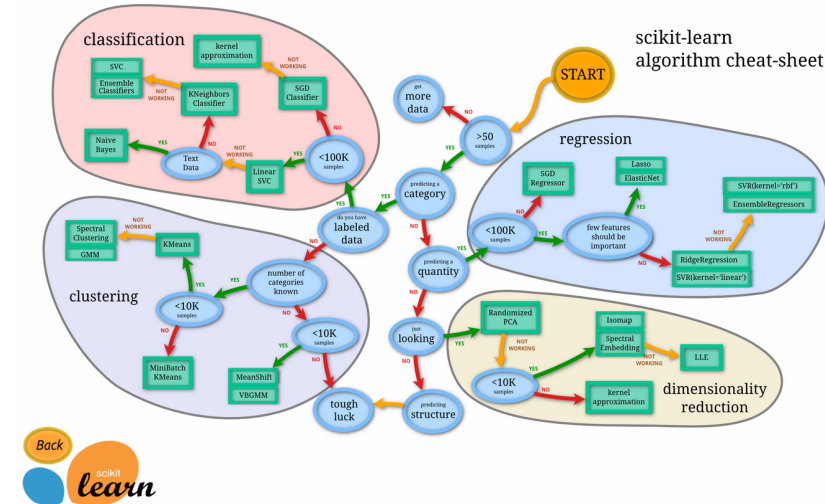 scikit-learn
algorithm cheat-sheet
START
classification
kernel
approximation
NOT
WORKING
SVC
Ensemble
Classifiers
NOT
WORKING
KNeighbors
Classifier
SGD
Classifier
NO
NO
Naive
Bayes
YES
Text
Data
NOT
WORKING
Linear
SVC
YES
<100K
samples
get
more
data
NO
>50
samples
YES
predicting a
category
YES
do you have
labeled
data
YES
NO
NO
predicting a
quantity
YES
NO
just
looking
YES
NO
predicting
structure
tough
luck
regression
SGD
Regressor
NO
<100K
samples
YES
few features
should be
important
YES
Lasso
ElasticNet
NO
RidgeRegression
SVR(kernel='linear')
NOT
WORKING
SVR(kernel='rbf')
EnsembleRegressors
clustering
Spectral
Clustering
GMM
NOT
WORKING
KMeans
YES
<10K
samples
YES
number of
categories
known
NO
NO
MiniBatch
KMeans
<10K
samples
YES
NO
MeanShift
VBGMM
dimensionality
reduction
Randomized
PCA
NOT
WORKING
<10K
samples
YES
Isomap
Spectral
Embedding
NOT
WORKING
LLE
NO
kernel
approximation
Back
scikit
learn